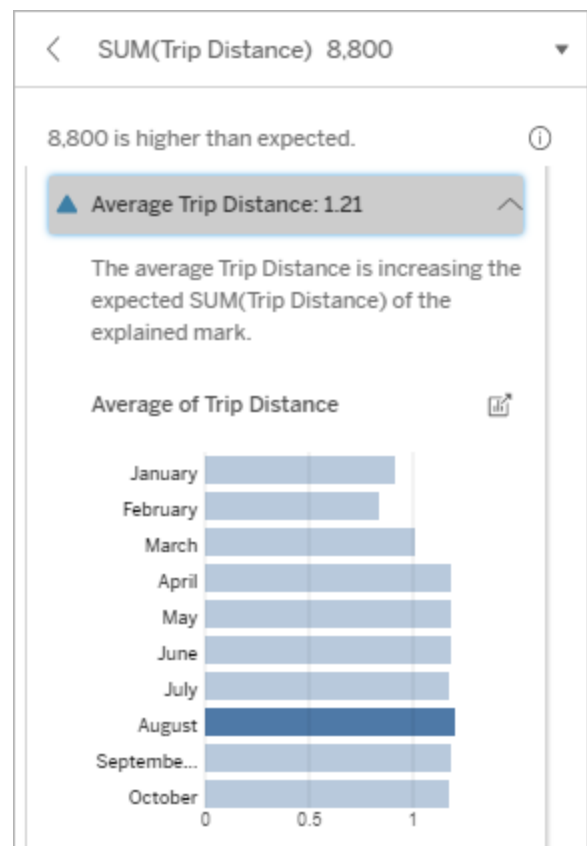 SUM(Trip Distance) 8,800
8,800 is higher than expected.
Average Trip Distance: 1.21
The average Trip Distance is increasing the
expected SUM(Trip Distance) of the
explained mark.
Average of Trip Distance
January
February
March
April
May
June
July
August
Septembe...
October
0 0.5 1